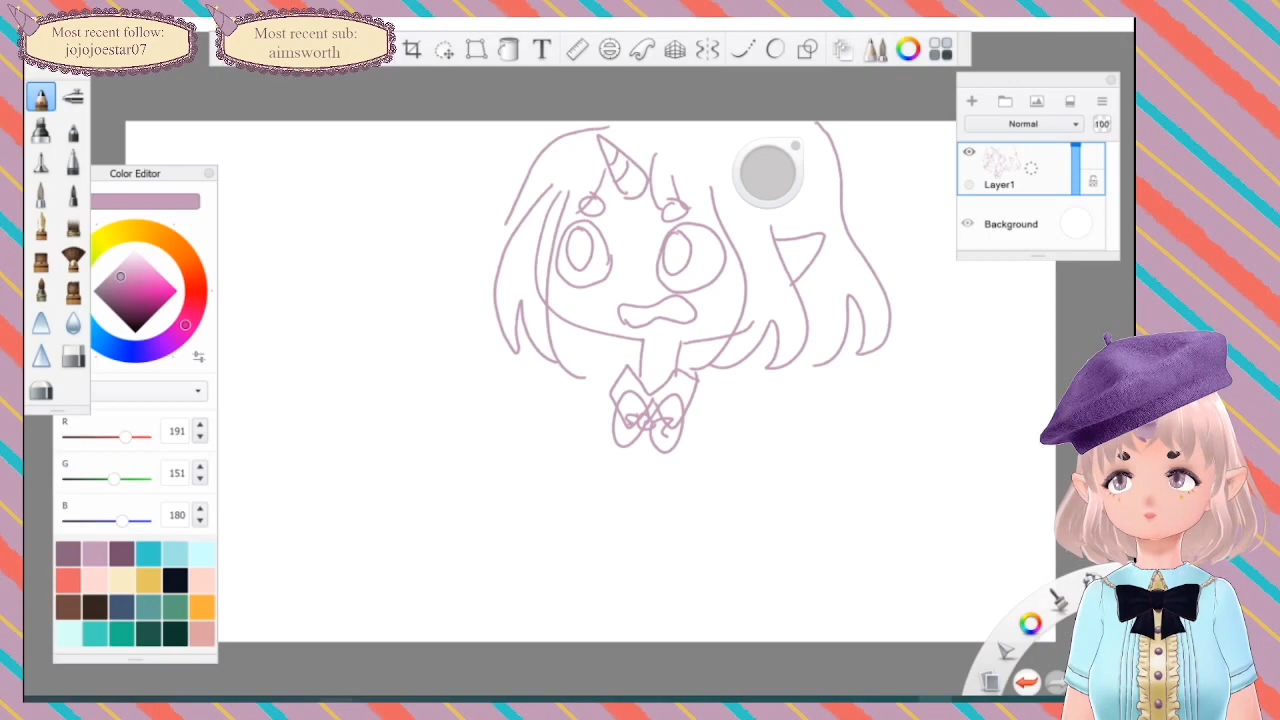 Most recent follow:
jojojoestar07
Most recent sub:
aimsworth
T
Color Editor
Normal
100
Layer1
Background
R
191
G
151
B
180